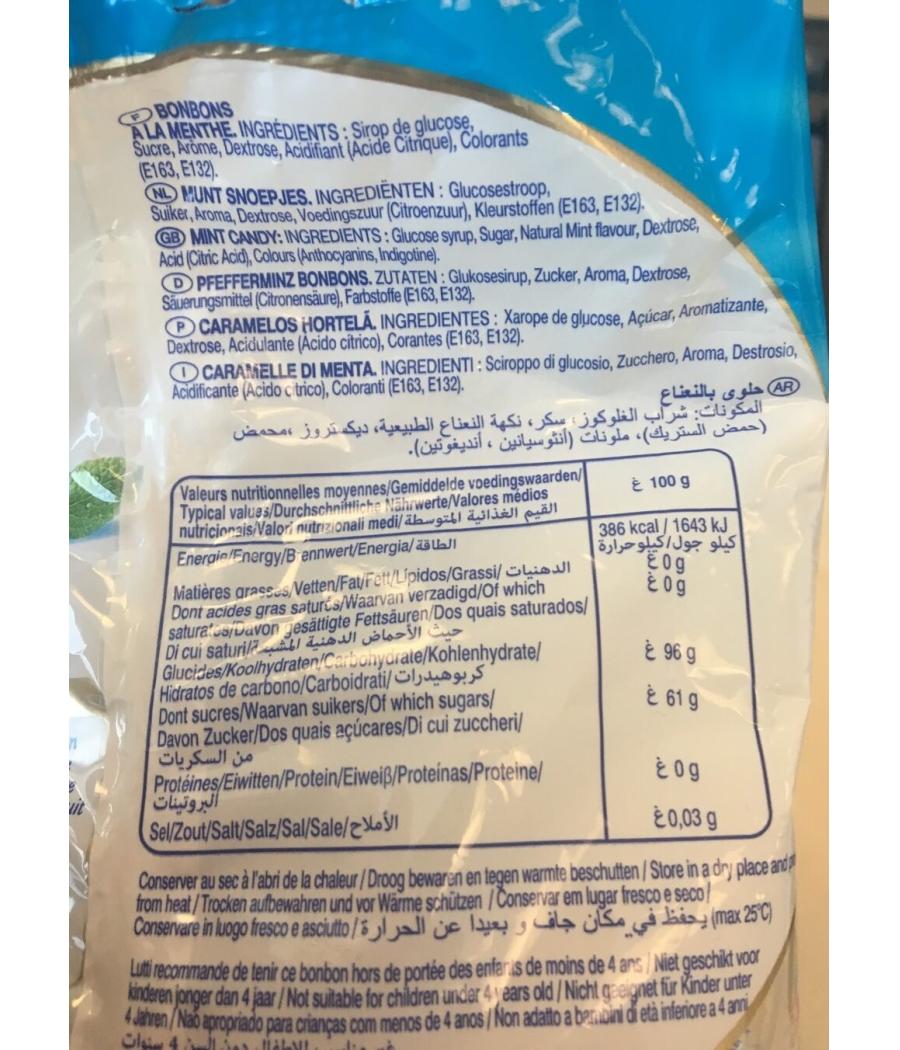 F BONBONS
À LA MENTHE. INGRÉDIENTS : Sirop de glucose,
Sucre, Arôme, Dextrose, Acidifiant (Acide Citrique), Colorants
(E163, E132).
NL MUNT SNOEPJES. INGREDIËNTEN : Glucosestroop,
Suiker, Aroma, Dextrose, Voedingszuur (Citroenzuur), Kleurstoffen (E163, E132).
GB MINT CANDY: INGREDIENTS : Glucose syrup, Sugar, Natural Mint flavour, Dextrose,
Acid (Citric Acid), Colours (Anthocyanins, Indigotine).
D PFEFFERMINZ BONBONS. ZUTATEN : Glukosesirup, Zucker, Aroma, Dextrose,
Säuerungsmittel (Citronensäure), Farbstoffe (E163, E132).
P CARAMELOS HORTELÃ. INGREDIENTES : Xarope de glucose, Açúcar, Aromatizante,
Dextrose, Acidulante (Ácido cítrico), Corantes (E163, E132).
I CARAMELLE DI MENTA. INGREDIENTI : Sciroppo di glucosio, Zucchero, Aroma, Destrosio,
Acidificante (Acido citrico), Coloranti (E163, E132).
AR حلوى بالنعناع
المكونات: شراب الغلوكوز، سكر، نكهة النعناع الطبيعية، ديكستروز، محمض
(حمض الستريك)، ملونات (أنثوسيانين ، أنديغوتين).
Valeurs nutritionnelles moyennes/Gemiddelde voedingswaarden/
Typical values/Durchschnittliche Nährwerte/Valores médios
nutricionais/Valori nutrizionali medi/القيم الغذائية المتوسطة
غ 100 g
Energie/Energy/Brennwert/Energia/الطاقة
386 kcal / 1643 kJ
كيلو جول/كيلوحرارة
Matières grasses/Vetten/Fat/Fett/Lípidos/Grassi/الدهنيات
غ 0 g
Dont acides gras saturés/Waarvan verzadigd/Of which
saturates/Davon gesättigte Fettsäuren/Dos quais saturados/
Di cui saturi/حيث الأحماض الدهنية المشبعة
غ 0 g
Glucides/Koolhydraten/Carbohydrate/Kohlenhydrate/
Hidratos de carbono/Carboidrati/كربوهيدرات
غ 96 g
Dont sucres/Waarvan suikers/Of which sugars/
Davon Zucker/Dos quais açúcares/Di cui zuccheri/
من السكريات
غ 61 g
Protéines/Eiwitten/Protein/Eiweiß/Proteínas/Proteine/
البروتينات
غ 0 g
Sel/Zout/Salt/Salz/Sal/Sale/الأملاح
غ 0,03 g
Conserver au sec à l'abri de la chaleur / Droog bewaren en tegen warmte beschutten / Store in a dry place and
from heat / Trocken aufbewahren und vor Wärme schützen / Conservar em lugar fresco e seco /
Conservare in luogo fresco e asciutto / يحفظ في مكان جاف و بعيدا عن الحرارة (max 25°C)
Lutti recommande de tenir ce bonbon hors de portée des enfants de moins de 4 ans / Niet geschikt voor
kinderen jonger dan 4 jaar / Not suitable for children under 4 years old / Nicht geeignet für Kinder unter
4 Jahren / Não apropriado para crianças com menos de 4 anos / Non adatto a bambini di età inferiore a 4 anni
4 سنوات